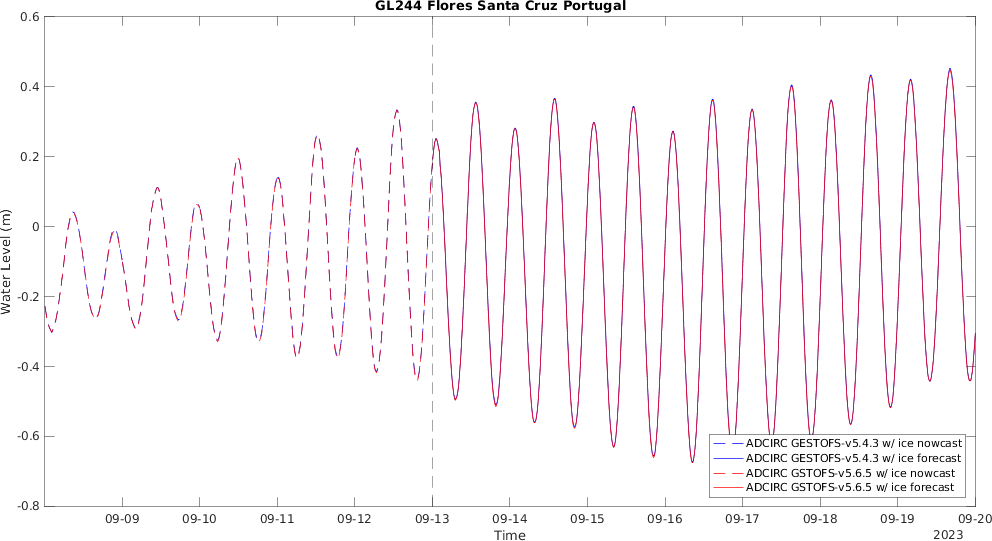 GL244 Flores Santa Cruz Portugal
0.6
0.4
0.2
0
-0.2
-0.4
-0.6
-0.8
Water Level (m)
ADCIRC GESTOFS-v5.4.3 w/ ice nowcast
ADCIRC GESTOFS-v5.4.3 w/ ice forecast
ADCIRC GSTOFS-v5.6.5 w/ ice nowcast
ADCIRC GSTOFS-v5.6.5 w/ ice forecast
09-09 09-10 09-11 09-12 09-13 09-14 09-15 09-16 09-17 09-18 09-19 09-20
Time
2023